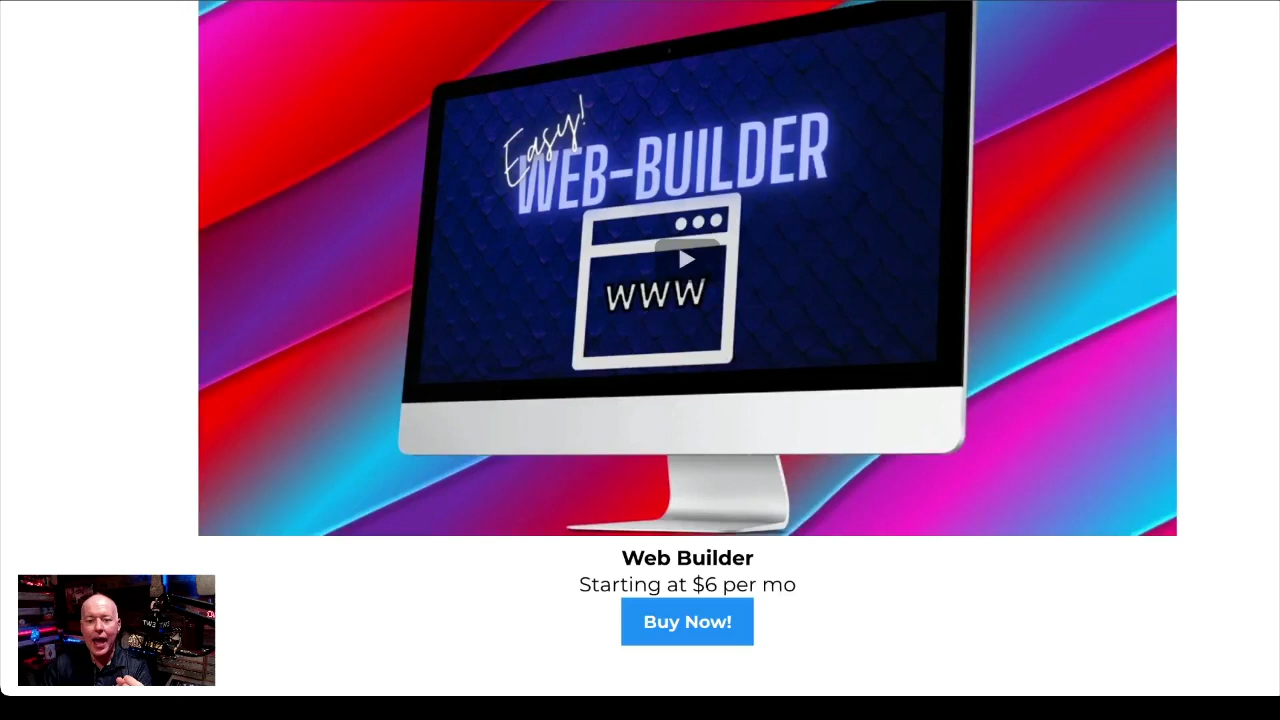 Easy!
WEB-BUILDER
WWW
Web Builder
Starting at $6 per mo
Buy Now!